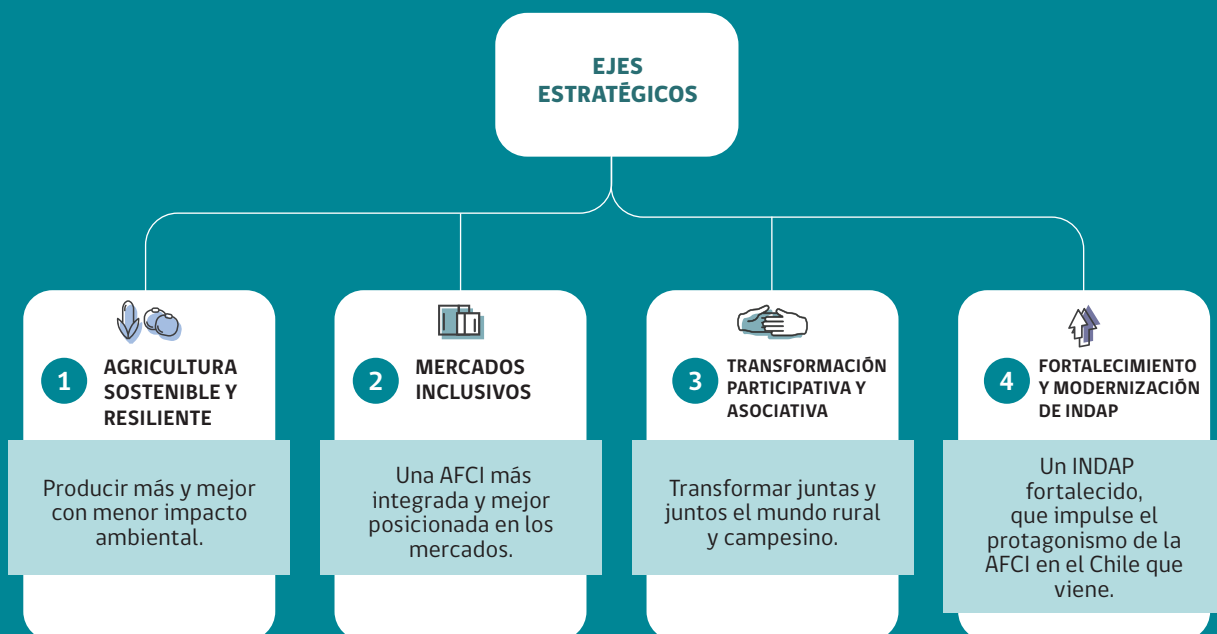 EJES
ESTRATÉGICOS
1
AGRICULTURA
SOSTENIBLE Y
RESILIENTE
Producir más y mejor
con menor impacto
ambiental.
2
MERCADOS
INCLUSIVOS
Una AFCI más
integrada y mejor
posicionada en los
mercados.
3
TRANSFORMACIÓN
PARTICIPATIVA Y
ASOCIATIVA
Transformar juntas y
juntos el mundo rural
y campesino.
4
FORTALECIMIENTO
Y MODERNIZACIÓN
DE INDAP
Un INDAP
fortalecido,
que impulse el
protagonismo de la
AFCI en el Chile que
viene.